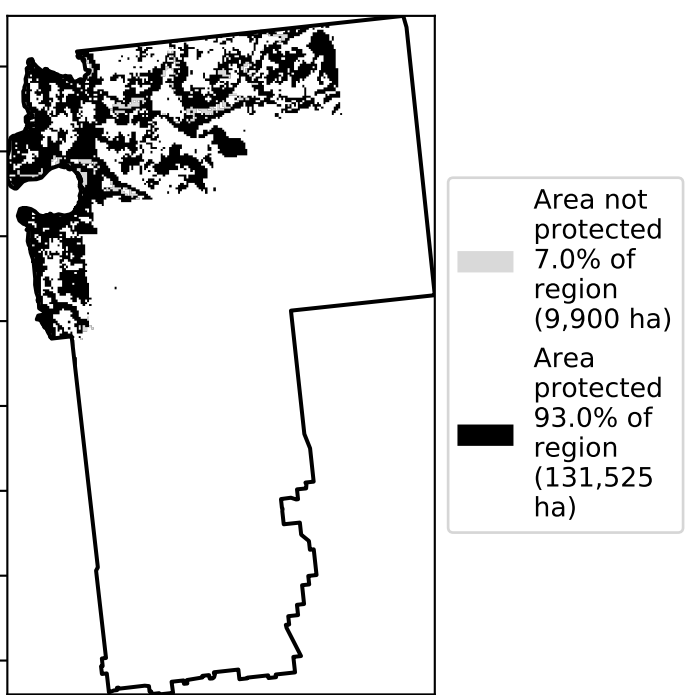 Area not
protected
7.0% of
region
(9,900 ha)
Area
protected
93.0% of
region
(131,525
ha)